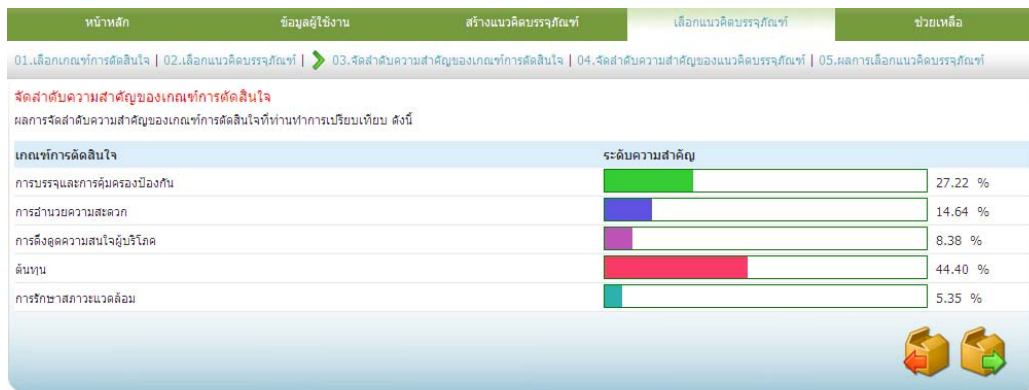 หน้าหลัก ข้อมูลผู้ใช้งาน สร้างแนวคิดบรรจุภัณฑ์ เลือกแนวคิดบรรจุภัณฑ์ ช่วยเหลือ
01.เลือกเกณฑ์การตัดสินใจ | 02.เลือกแนวคิดบรรจุภัณฑ์ | 03.จัดลำดับความสำคัญของเกณฑ์การตัดสินใจ | 04.จัดลำดับความสำคัญของแนวคิดบรรจุภัณฑ์ | 05.ผลการเลือกแนวคิดบรรจุภัณฑ์
จัดลำดับความสำคัญของเกณฑ์การตัดสินใจ
ผลการจัดลำดับความสำคัญของเกณฑ์การตัดสินใจที่ท่านทำการเปรียบเทียบ ดังนี้
เกณฑ์การตัดสินใจ ระดับความสำคัญ
การบรรจุและการคุ้มครองป้องกัน 27.22 %
การอำนวยความสะดวก 14.64 %
การดึงดูดความสนใจผู้บริโภค 8.38 %
ต้นทุน 44.40 %
การรักษาสภาวะแวดล้อม 5.35 %